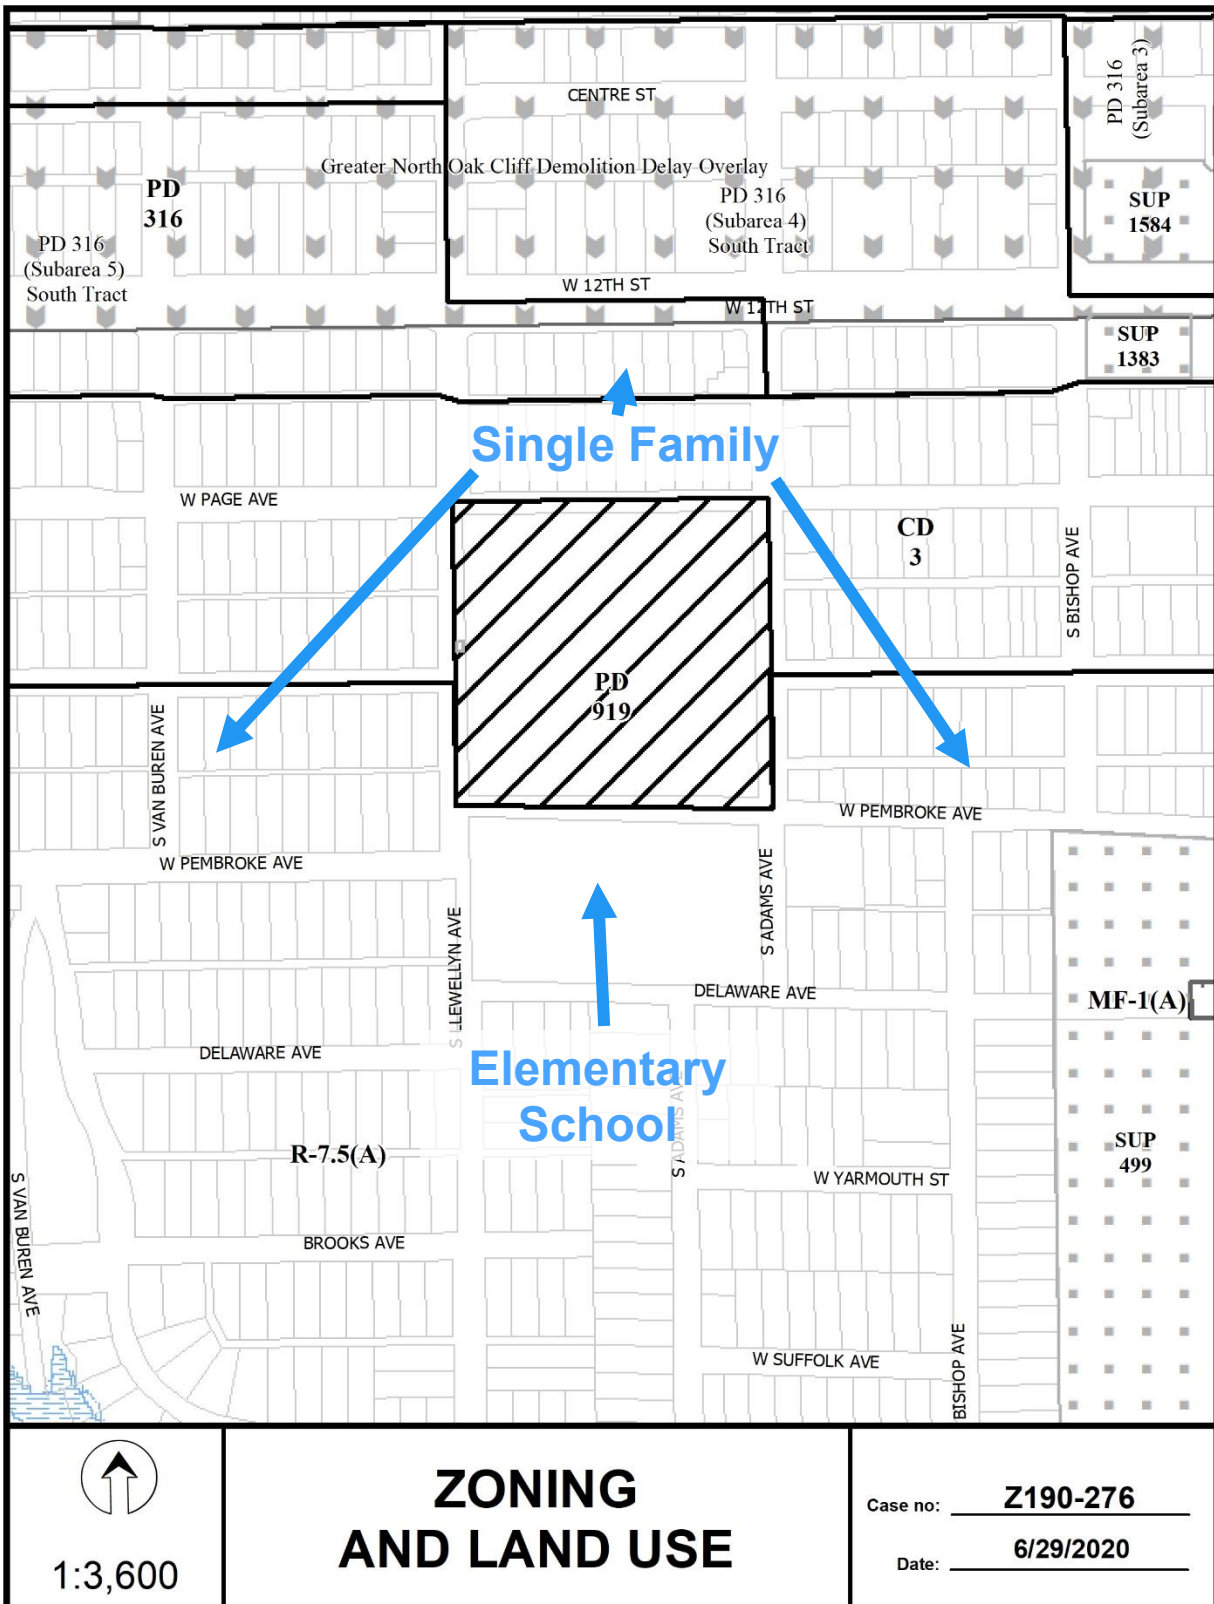 CENTRE ST
PD 316
(Subarea 3)
Greater North Oak Cliff Demolition Delay Overlay
PD
316
PD 316
(Subarea 4)
South Tract
SUP
1584
PD 316
(Subarea 5)
South Tract
W 12TH ST
W 12TH ST
SUP
1383
Single Family
W PAGE AVE
CD
3
S BISHOP AVE
PD
919
S VAN BUREN AVE
W PEMBROKE AVE
W PEMBROKE AVE
S ADAMS AVE
S LLEWELLYN AVE
DELAWARE AVE
MF-1(A)
DELAWARE AVE
Elementary
School
S ADAMS AVE
R-7.5(A)
SUP
499
W YARMOUTH ST
S VAN BUREN AVE
BROOKS AVE
W SUFFOLK AVE
BISHOP AVE
1:3,600
ZONING
AND LAND USE
Case no: Z190-276
Date: 6/29/2020